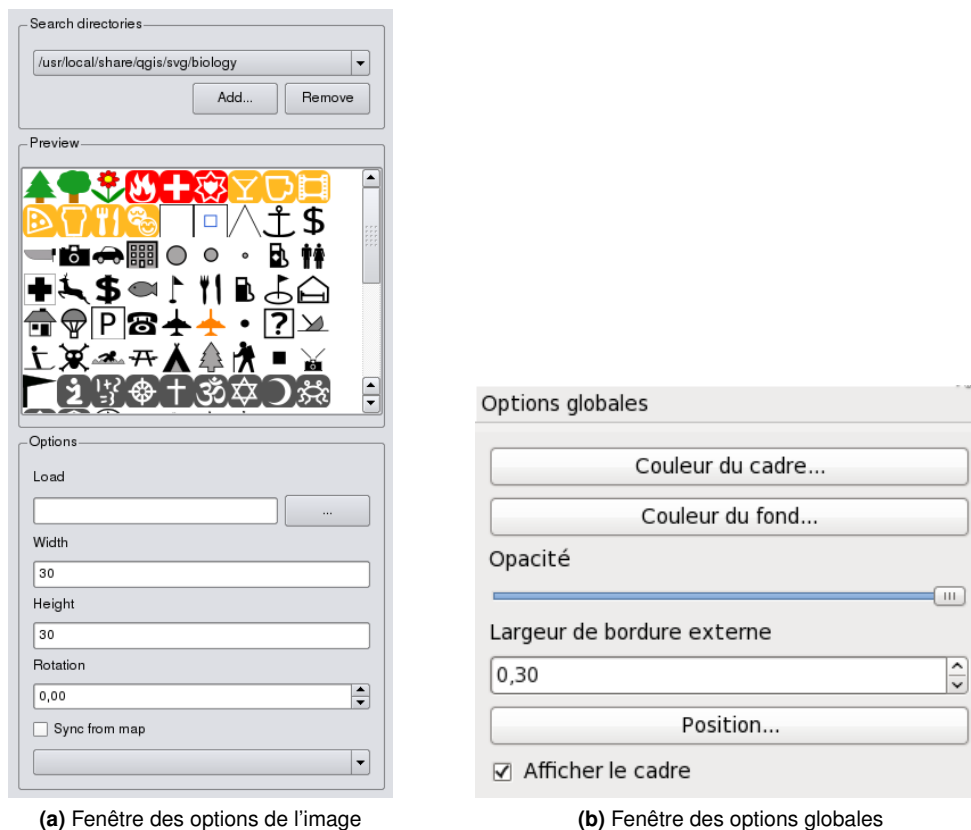 Search directories
/usr/local/share/qgis/svg/biology
Add...
Remove
Preview
P
?
Options
Load
...
Width
30
Height
30
Rotation
0,00
Sync from map
(a) Fenêtre des options de l'image
Options globales
Couleur du cadre...
Couleur du fond...
Opacité
Largeur de bordure externe
0,30
Position...
Afficher le cadre
(b) Fenêtre des options globales